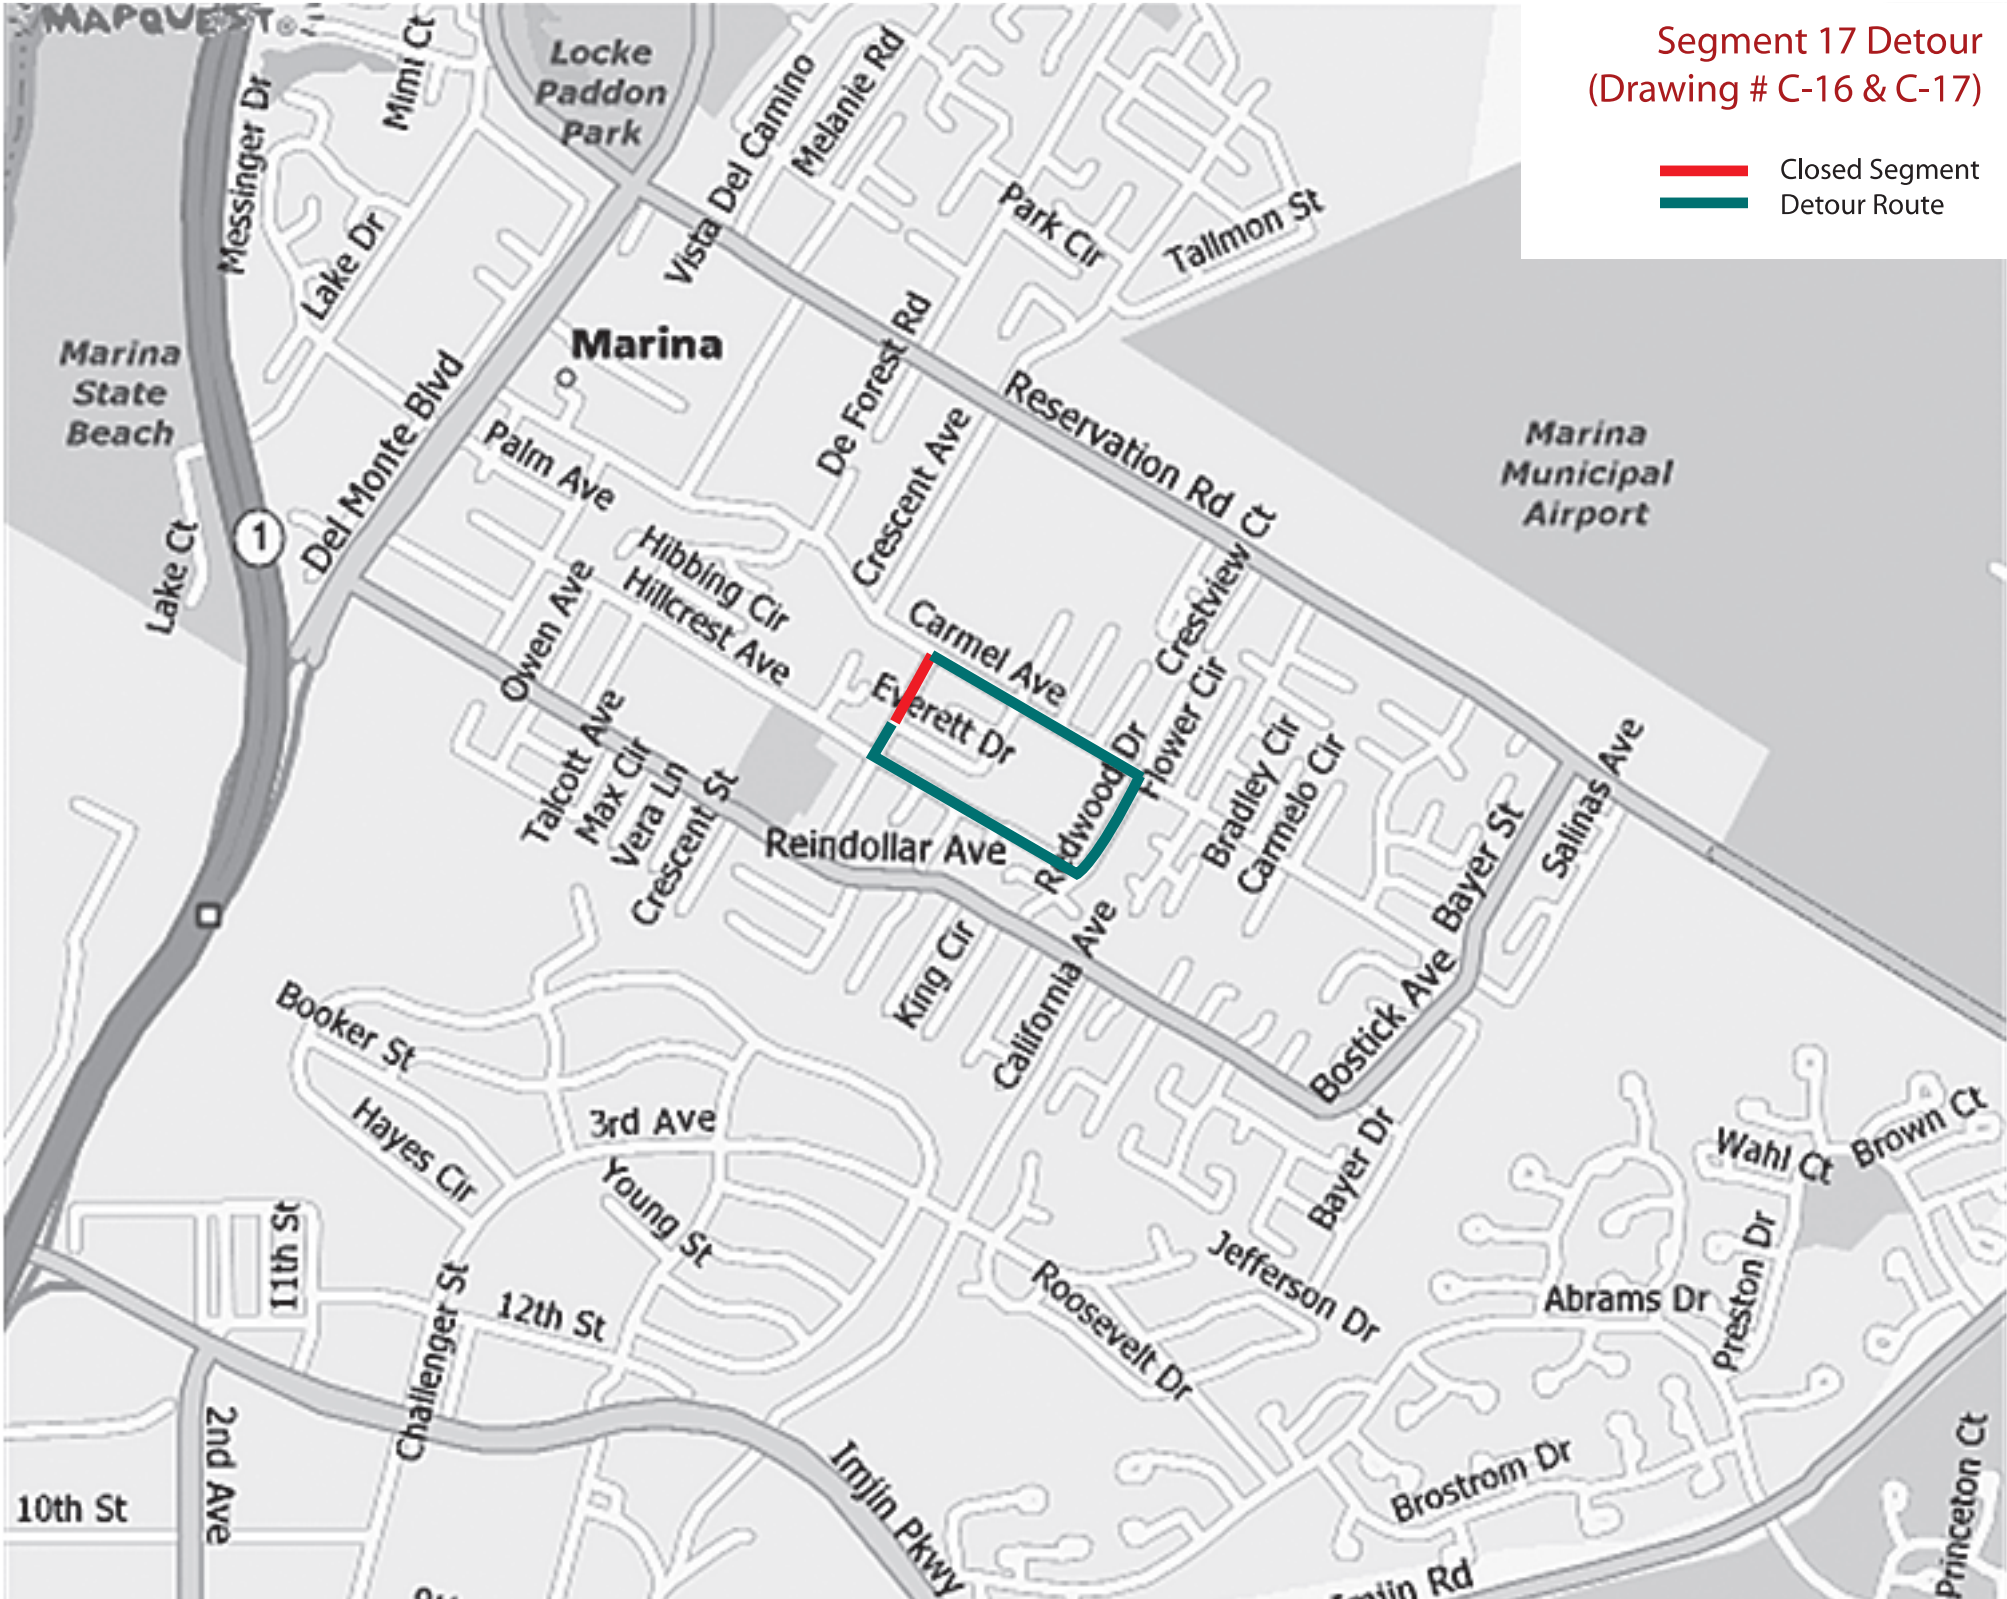 MAPQUEST®
Segment 17 Detour
(Drawing # C-16 & C-17)
Closed Segment
Detour Route
Locke
Paddon
Park
Mimi Ct
Messinger Dr
Vista Del Camino
Melanie Rd
Park Cir
Tallmon St
Lake Dr
Marina
State
Beach
Marina
De Forest Rd
Del Monte Blvd
Reservation Rd
Ct
Crescent Ave
Marina
Municipal
Airport
Palm Ave
1
Lake Ct
Hibbing Cir
Hillcrest Ave
Owen Ave
Carmel Ave
Everett Dr
Crestview
Flower Cir
Redwood Dr
Bradley Cir
Carmelo Cir
Talcott Ave
Max Cir
Vera Ln
Crescent St
Reindollar Ave
Bayer St
Salinas Ave
King Cir
California Ave
Bostick Ave
Booker St
Hayes Cir
3rd Ave
Young St
Bayer Dr
Wahl Ct
Brown Ct
11th St
Challenger St
12th St
Jefferson Dr
Roosevelt Dr
Abrams Dr
Preston Dr
2nd Ave
10th St
Imjin Pkwy
Brostrom Dr
Imjin Rd
Princeton Ct